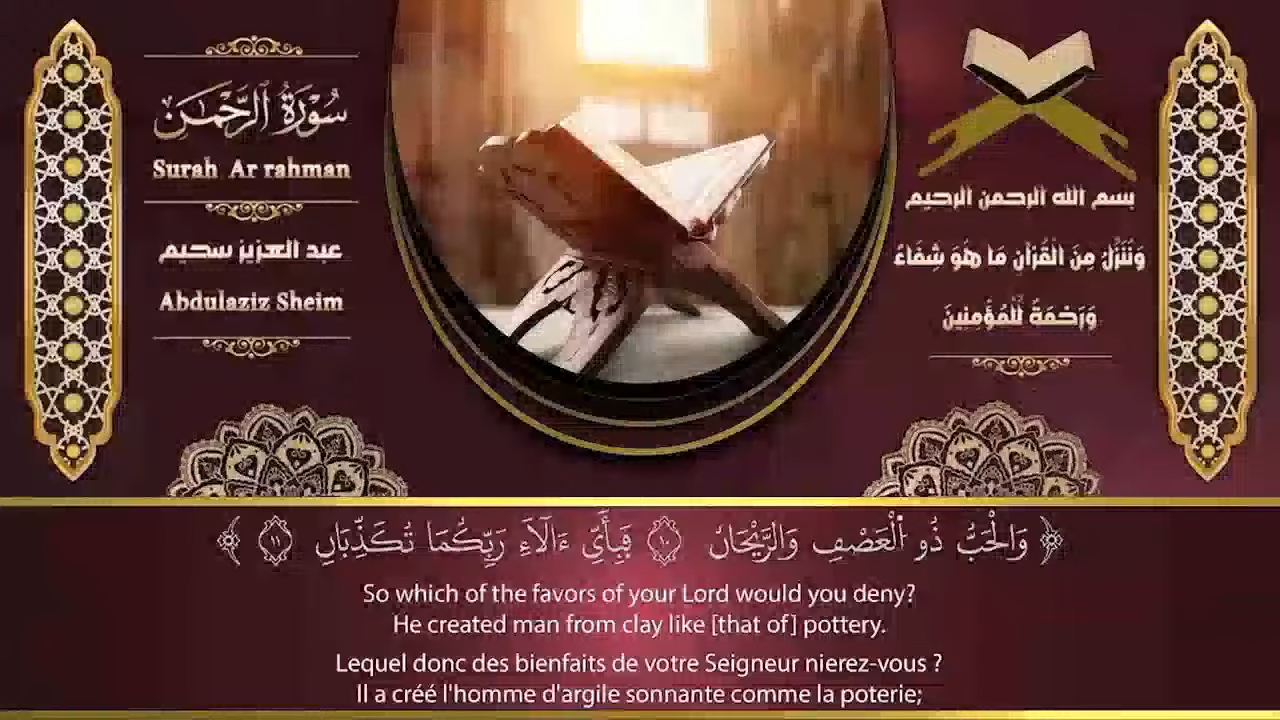 سُورَةُ الرَّحْمَٰن
Surah Ar rahman
عبد العزيز سحيم
Abdulaziz Sheim
بسم الله الرحمن الرحيم
وَنُنَزِّلُ مِنَ الْقُرْآنِ مَا هُوَ شِفَاءٌ
وَرَحْمَةٌ لِّلْمُؤْمِنِينَ
﴿ وَالْحَبُّ ذُو الْعَصْفِ وَالرَّيْحَانُ ١٠ فَبِأَيِّ ءَالَآءِ رَبِّكُمَا تُكَذِّبَانِ ١١ ﴾
So which of the favors of your Lord would you deny?
He created man from clay like [that of] pottery.
Lequel donc des bienfaits de votre Seigneur nierez-vous ?
Il a créé l'homme d'argile sonnante comme la poterie;